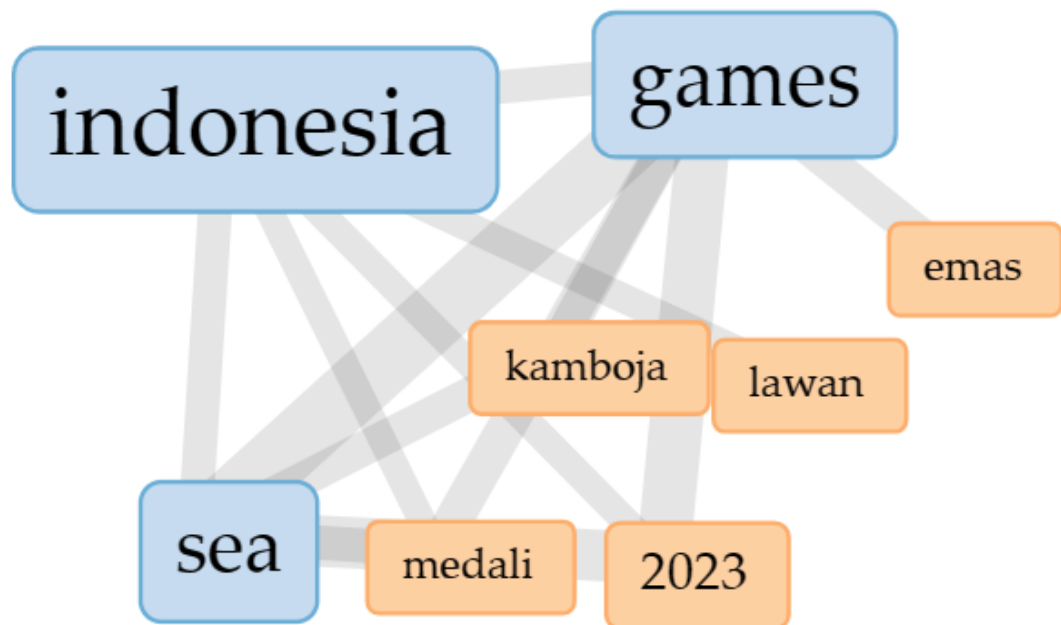 indonesia
games
emas
kamboja
lawan
sea
medali
2023